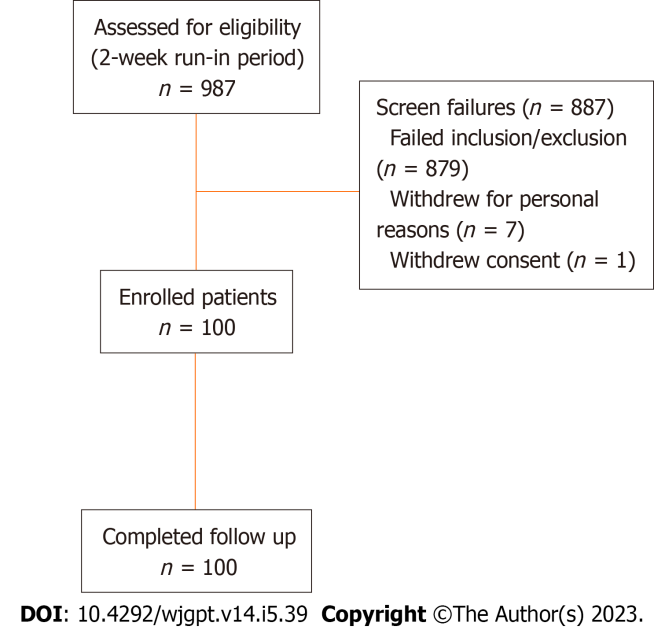 Assessed for eligibility
(2-week run-in period)
n = 987
Screen failures (n = 887)
Failed inclusion/exclusion
(n = 879)
Withdrew for personal
reasons (n = 7)
Withdrew consent (n = 1)
Enrolled patients
n = 100
Completed follow up
n = 100
DOI: 10.4292/wjgpt.v14.i5.39 Copyright ©The Author(s) 2023.